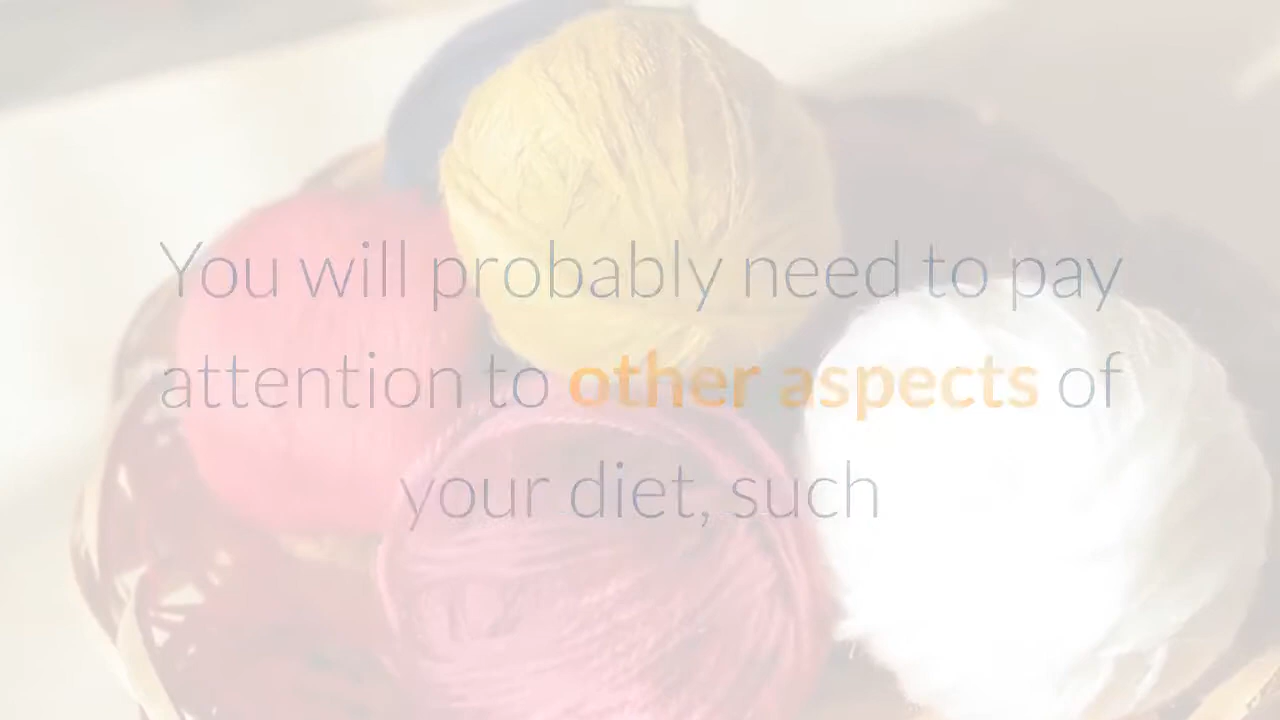 You will probably need to pay
attention to other aspects of
your diet, such